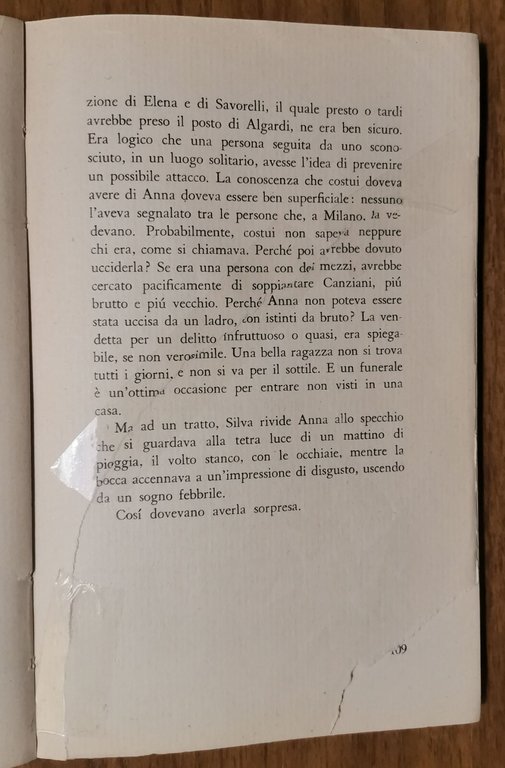 zione di Elena e di Savorelli, il quale presto o tardi
avrebbe preso il posto di Algardi, ne era ben sicuro.
Era logico che una persona seguita da uno scono-
sciuto, in un luogo solitario, avesse l'idea di prevenire
un possibile attacco. La conoscenza che costui doveva
avere di Anna doveva essere ben superficiale: nessuno
l'aveva segnalato tra le persone che, a Milano. la ve-
devano. Probabilmente, costui non sapeva neppure
chi era, come si chiamava. Perché poi avrebbe dovuto
ucciderla? Se era una persona con dei mezzi, avrebbe
cercato pacificamente di soppiantare Canziani, piú
brutto e piú vecchio. Perché Anna non poteva essere
stata uccisa da un ladro, con istinti da bruto? La ven-
detta per un delitto infruttuoso o quasi, era spiega-
bile, se non verosimile. Una bella ragazza non si trova
tutti i giorni, e non si va per il sottile. E un funerale
è un'ottima occasione per entrare non visti in una
casa.
Ma ad un tratto, Silva rivide Anna allo specchio
che si guardava alla tetra luce di un mattino di
pioggia, il volto stanco, con le occhiaie, mentre la
bocca accennava a un'impressione di disgusto, uscendo
da un sogno febbrile.
Cosí dovevano averla sorpresa.
109